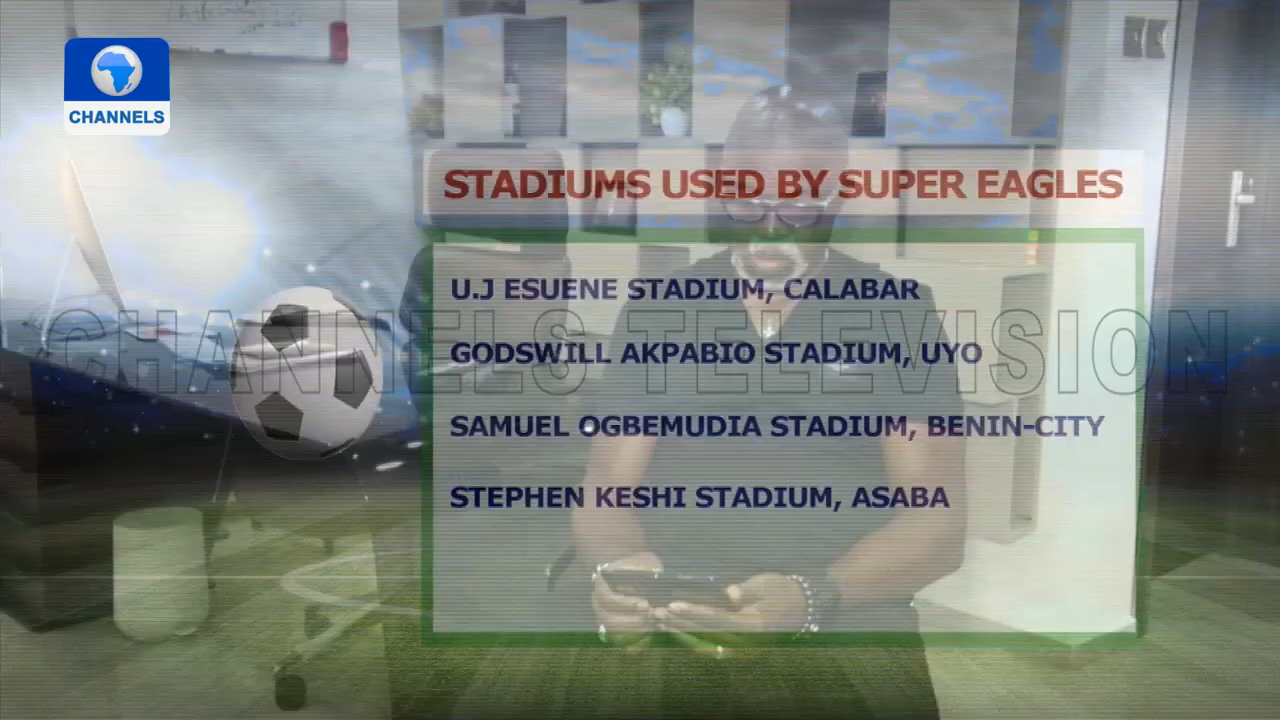 CHANNELS
STADIUMS USED BY SUPER EAGLES
U.J ESUENE STADIUM, CALABAR
CHANNELS TELEVISION
GODSWILL AKPABIO STADIUM, UYO
SAMUEL OGBEMUDIA STADIUM, BENIN-CITY
STEPHEN KESHI STADIUM, ASABA